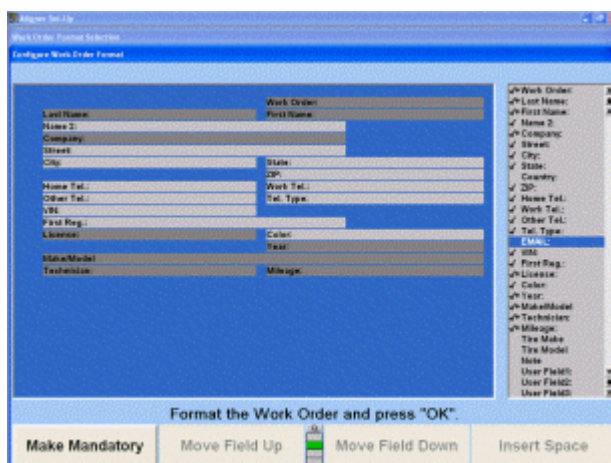 Aligner Set-Up
Work Order Format Selection
Configure Work Order Format
Work Order:
Last Name: First Name:
Name 2:
Company:
Street:
City: State:
ZIP:
Home Tel.: Work Tel.:
Other Tel.: Tel. Type:
VIN:
First Reg.:
License: Color:
Year:
Make/Model
Technician: Mileage:
Work Order:
Last Name:
First Name:
Name 2:
Company:
Street:
City:
State:
Country:
ZIP:
Home Tel.:
Work Tel.:
Other Tel.:
Tel. Type:
EMAIL:
VIN:
First Reg.:
License:
Color:
Year:
Make/Model
Technician:
Mileage:
Tire Make
Tire Model
Note
User Field1:
User Field2:
User Field3:
Format the Work Order and press "OK".
Make Mandatory Move Field Up Move Field Down Insert Space